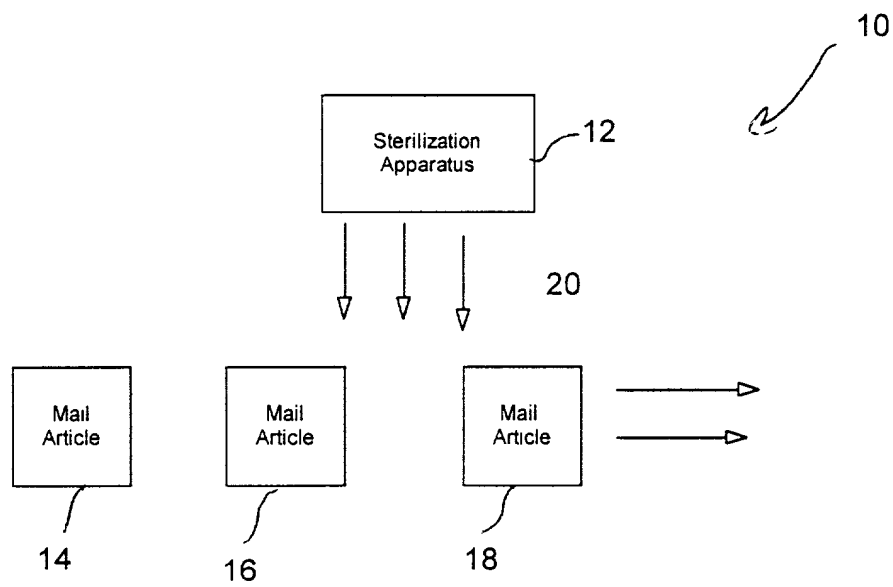 10
Sterilization
Apparatus
12
20
Mail
Article
Mail
Article
Mail
Article
14
16
18